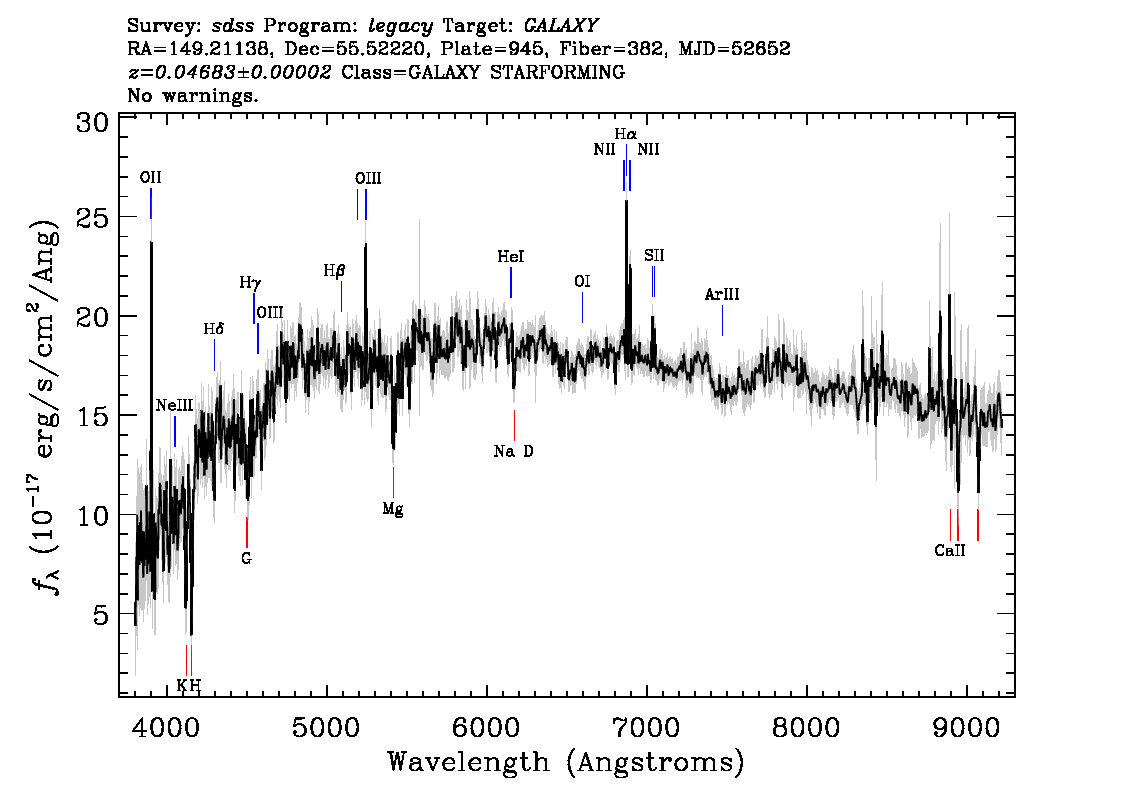 Survey: sdss Program: legacy Target: GALAXY
RA=149.21138, Dec=55.52220, Plate=945, Fiber=382, MJD=52652
z=0.04683±0.00002 Class=GALAXY STARFORMING
No warnings.
30
25
20
15
10
5
f_λ (10^−17 erg/s/cm^2/Ang)
Hα
NII NII
OII
OIII
HeI
SII
Hβ
OI
Hγ
ArIII
OIII
Hδ
NeIII
Na D
Mg
G
CaII
K H
4000 5000 6000 7000 8000 9000
Wavelength (Angstroms)